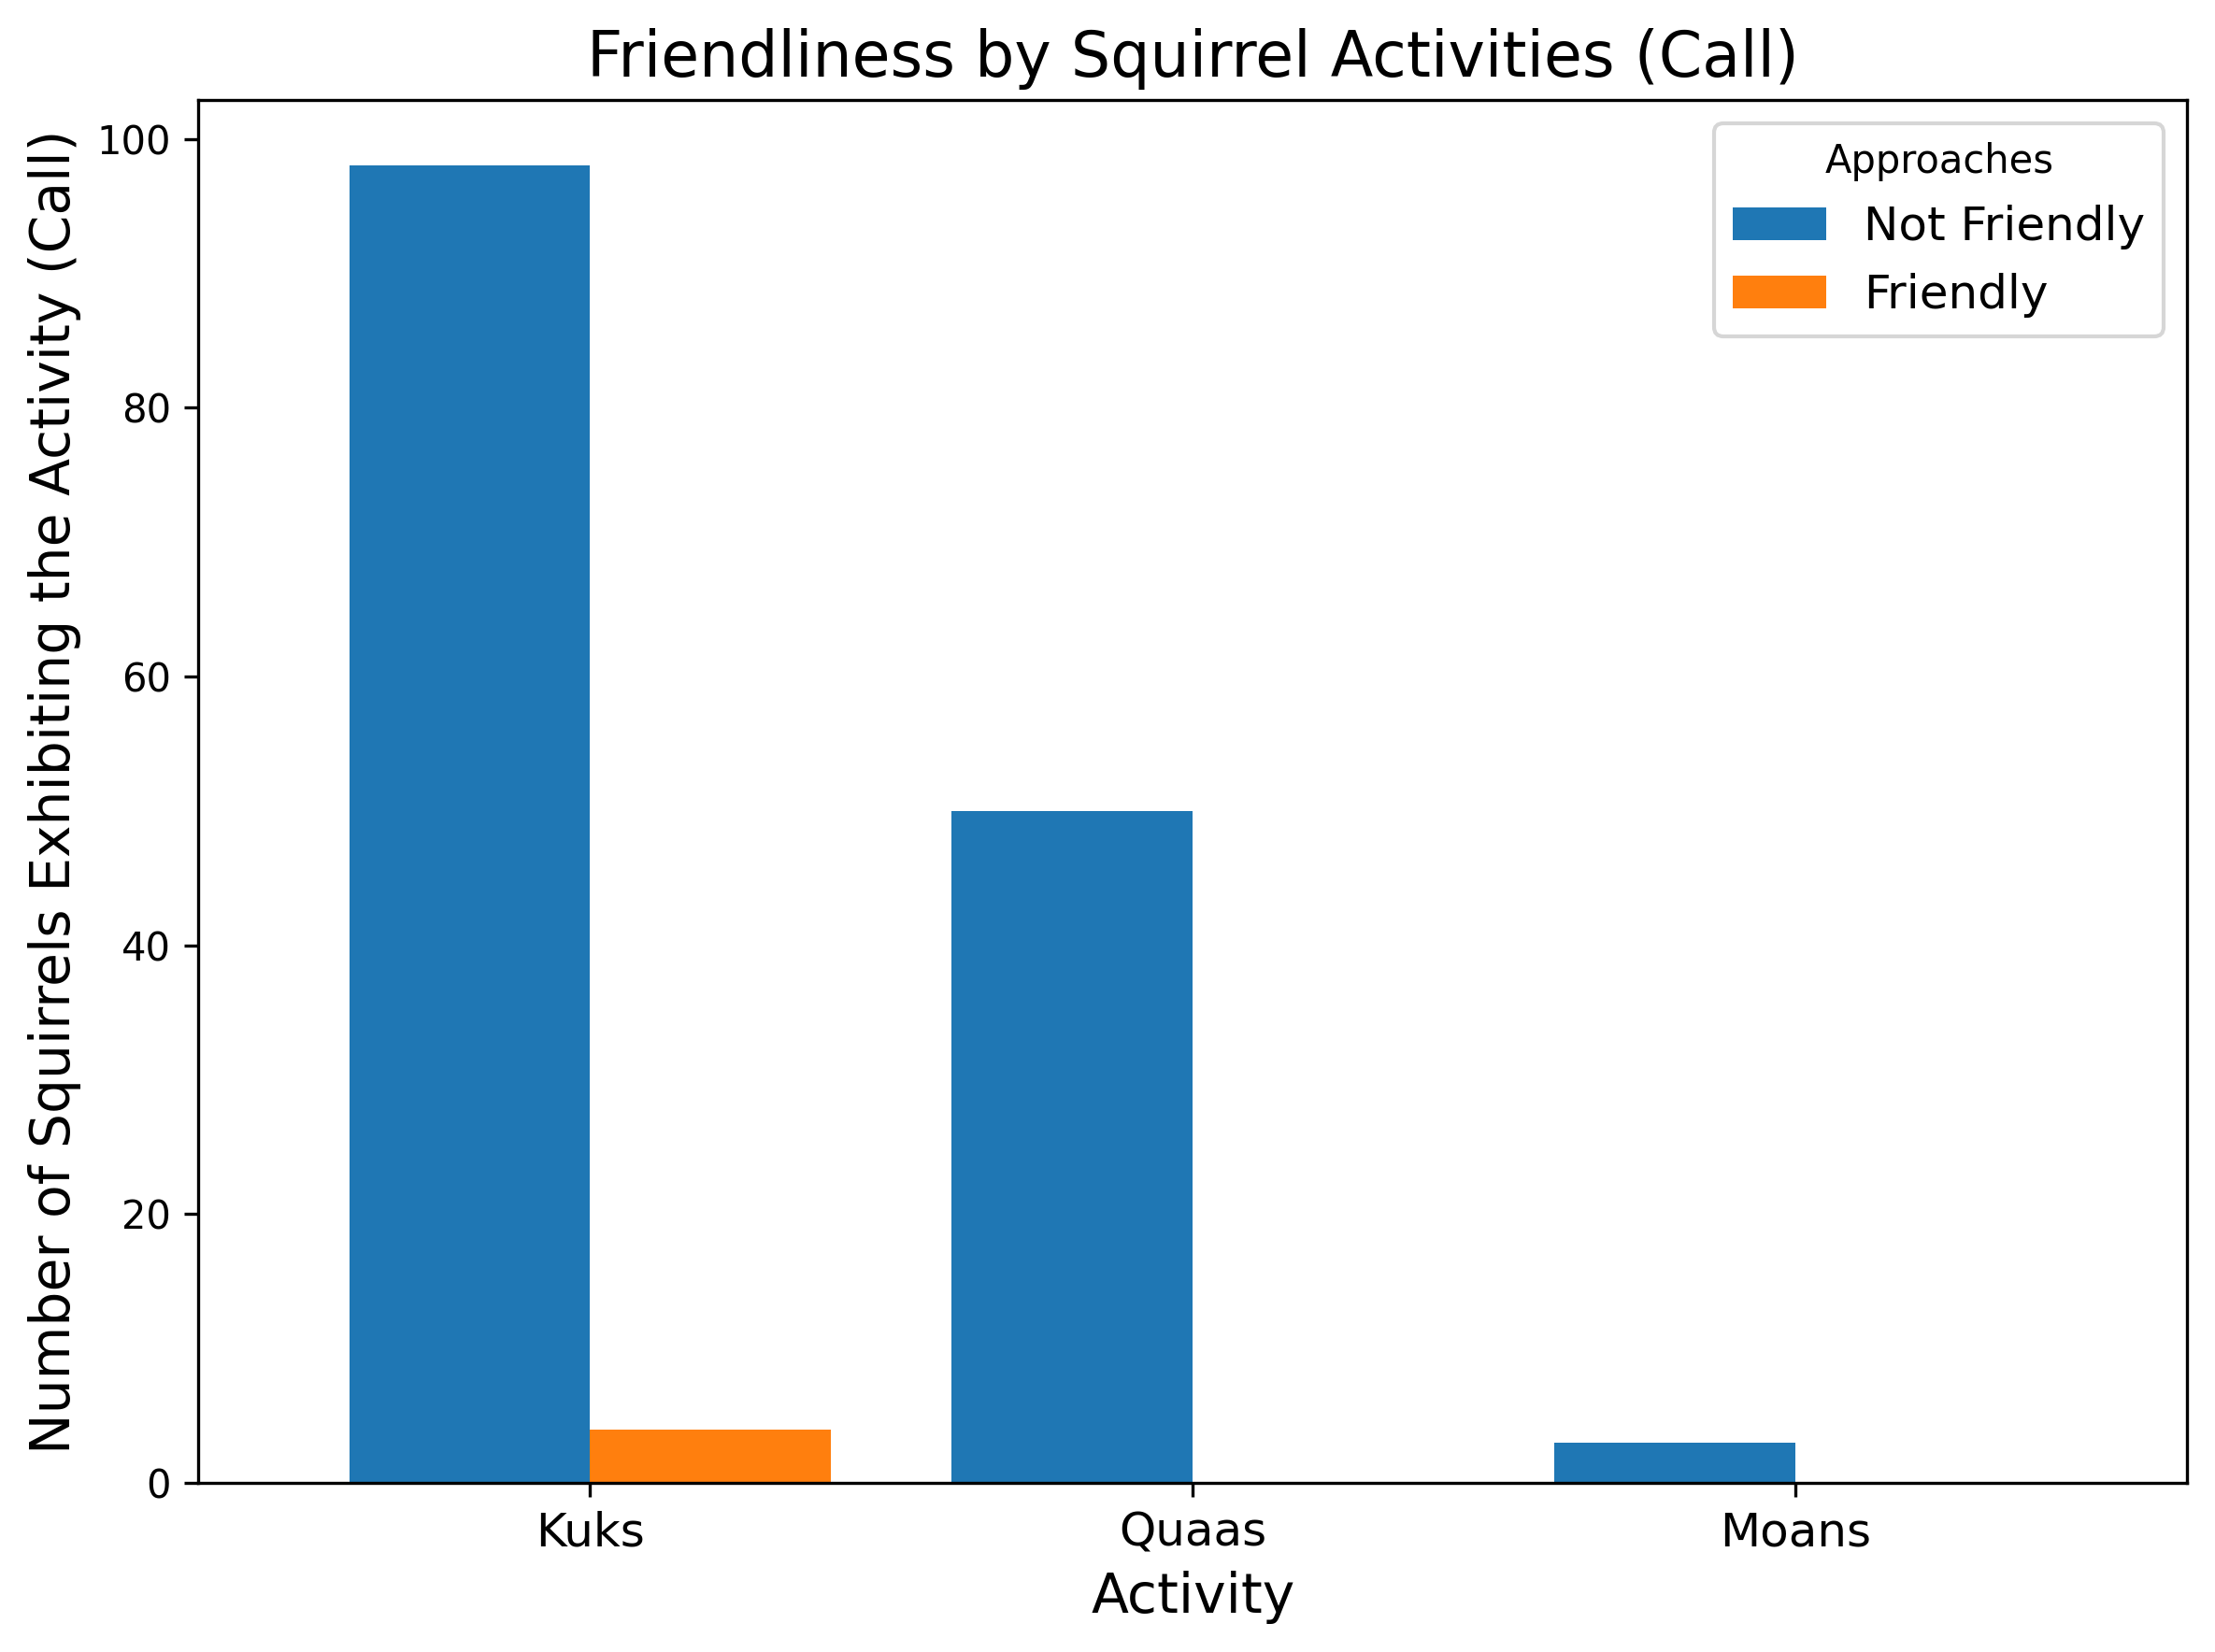 Friendliness by Squirrel Activities (Call)
Number of Squirrels Exhibiting the Activity (Call)
100
80
60
40
20
0
Approaches
Not Friendly
Friendly
Kuks
Quaas
Moans
Activity